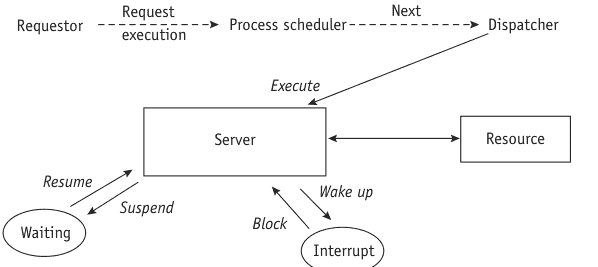 Requestor
Request
execution
Process scheduler
Next
Dispatcher
Execute
Server
Resource
Resume
Suspend
Waiting
Wake up
Block
Interrupt